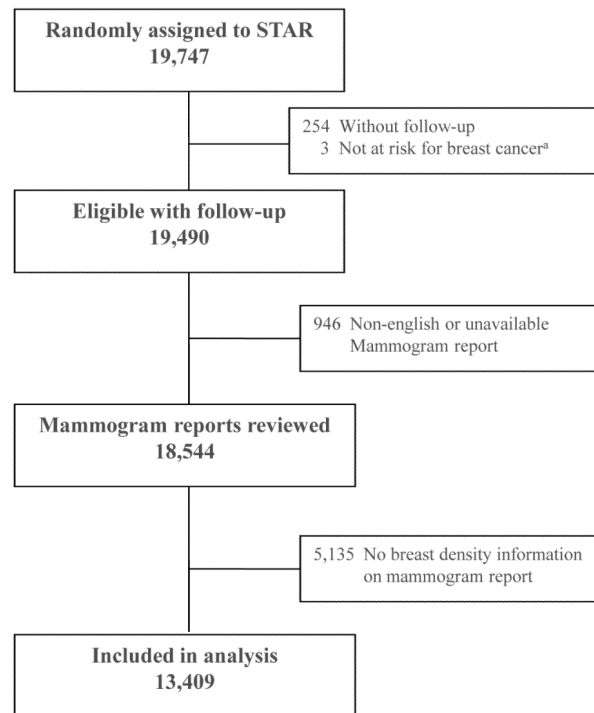 Randomly assigned to STAR
19,747
254 Without follow-up
3 Not at risk for breast cancerª
Eligible with follow-up
19,490
946 Non-english or unavailable
Mammogram report
Mammogram reports reviewed
18,544
5,135 No breast density information
on mammogram report
Included in analysis
13,409